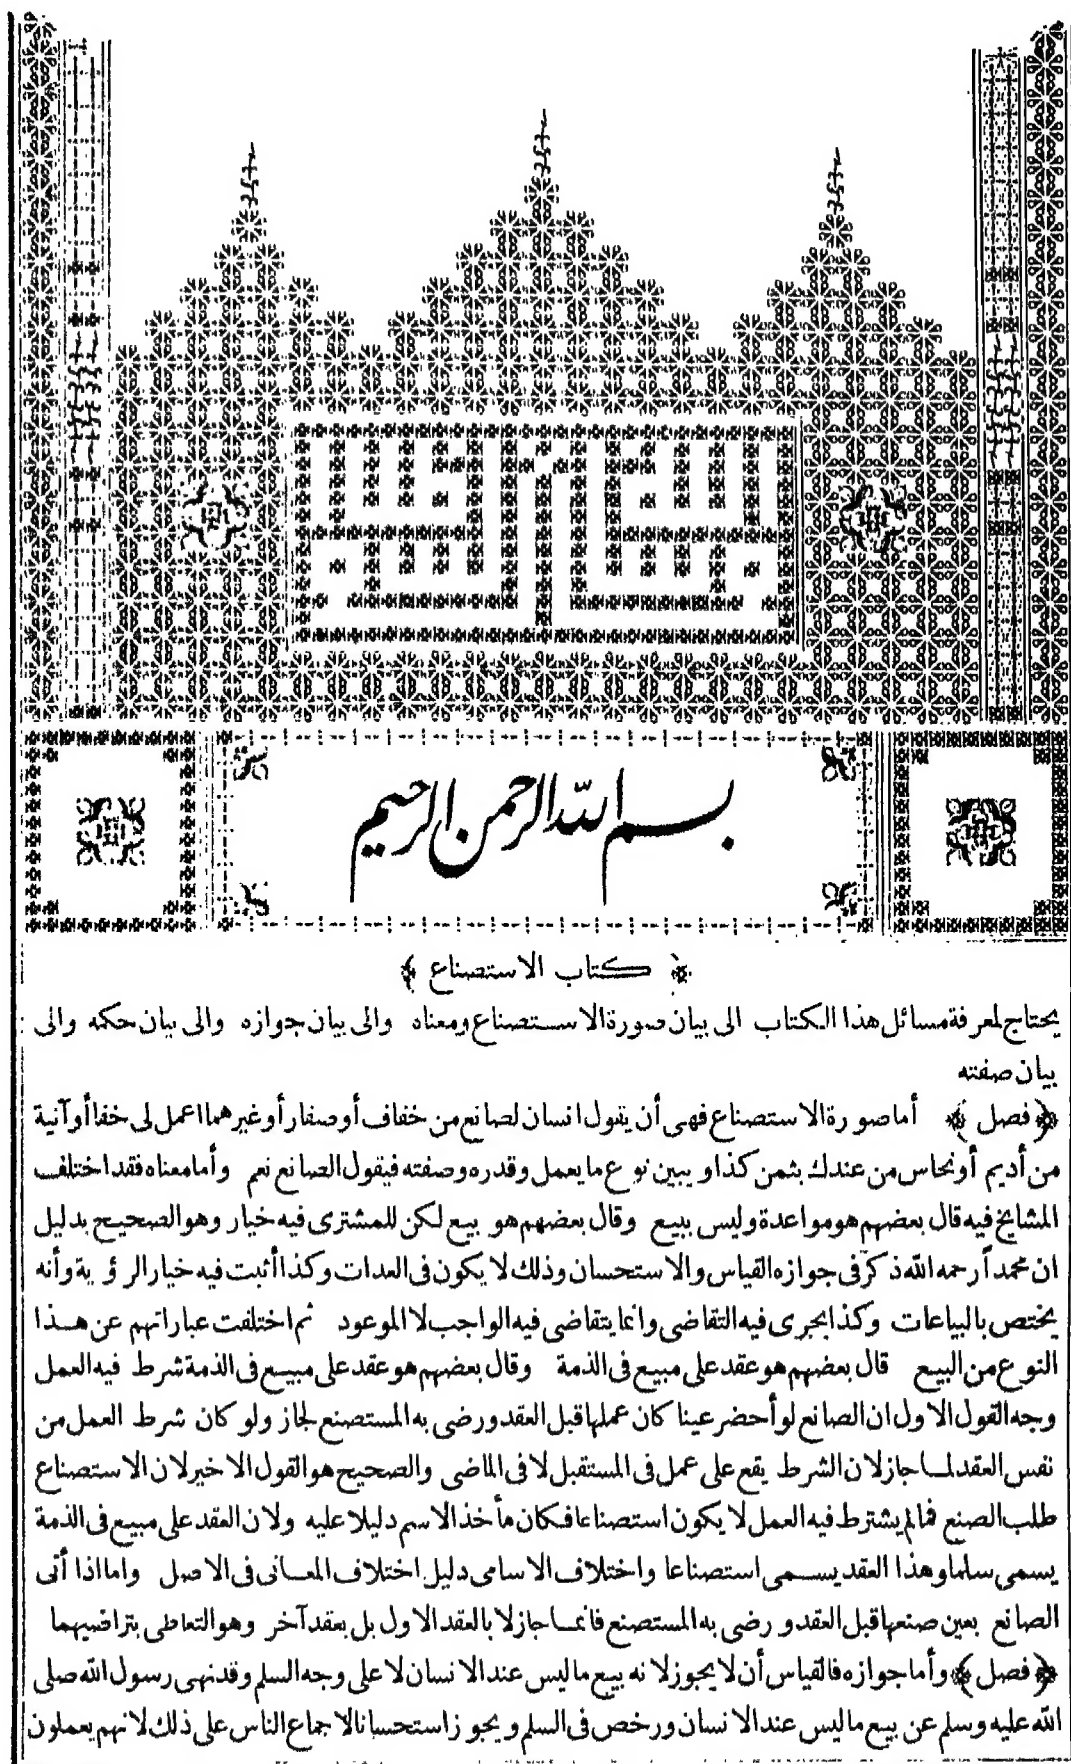 بسم الله الرحمن الرحيم
﴿ كتاب الاستصناع ﴾
يحتاج لمعرفة مسائل هذا الكتاب الى بيان صورة الاستصناع ومعناه والى بيان جوازه والى بيان حكمه والى
بيان صفته
﴿ فصل ﴾ أما صورة الاستصناع فهى أن يقول انسان لصانع من خفاف أو صفار أو غيرهما اعمل لى خفا أو آنية
من أديم أو نحاس من عندك بثمن كذا ويبين نوع ما يعمل وقدره وصفته فيقول الصانع نعم وأما معناه فقد اختلف
المشايخ فيه قال بعضهم هو مواعدة وليس ببيع وقال بعضهم هو بيع لكن للمشترى فيه خيار وهو الصحيح بدليل
ان محمداً رحمه الله ذكر فى جوازه القياس والاستحسان وذلك لا يكون فى العدات وكذا أثبت فيه خيار الرؤية وأنه
يختص بالبياعات وكذا يجرى فيه التقاضى وانما يتقاضى فيه الواجب لا الموعود ثم اختلفت عباراتهم عن هذا
النوع من البيع قال بعضهم هو عقد على مبيع فى الذمة وقال بعضهم هو عقد على مبيع فى الذمة شرط فيه العمل
وجه القول الاول ان الصانع لو أحضر عينا كان عملها قبل العقد ورضى به المستصنع لجاز ولو كان شرط العمل من
نفس العقد لما جاز لان الشرط يقع على عمل فى المستقبل لا فى الماضى والصحيح هو القول الاخير لان الاستصناع
طلب الصنع فما لم يشترط فيه العمل لا يكون استصناعا فكان مأخذ الاسم دليلا عليه ولان العقد على مبيع فى الذمة
يسمى سلما وهذا العقد يسمى استصناعا واختلاف الاسامى دليل اختلاف المعانى فى الاصل واما اذا أتى
الصانع بعين صنعها قبل العقد ورضى به المستصنع فانما جاز لا بالعقد الاول بل بعقد آخر وهو التعاطى بتراضيهما
﴿ فصل ﴾ وأما جوازه فالقياس أن لا يجوز لانه بيع ما ليس عند الانسان لا على وجه السلم وقد نهى رسول الله صلى
الله عليه وسلم عن بيع ما ليس عند الانسان ورخص فى السلم ويجوز استحسانا لاجماع الناس على ذلك لانهم يعملون